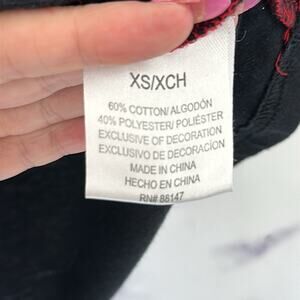 XS/XCH
60% COTTON/ ALGODÓN
40% POLYESTER/ POLIÉSTER
EXCLUSIVE OF DECORATION
EXCLUSIVO DE DECORACÍON
MADE IN CHINA
HECHO EN CHINA
RN# 88147